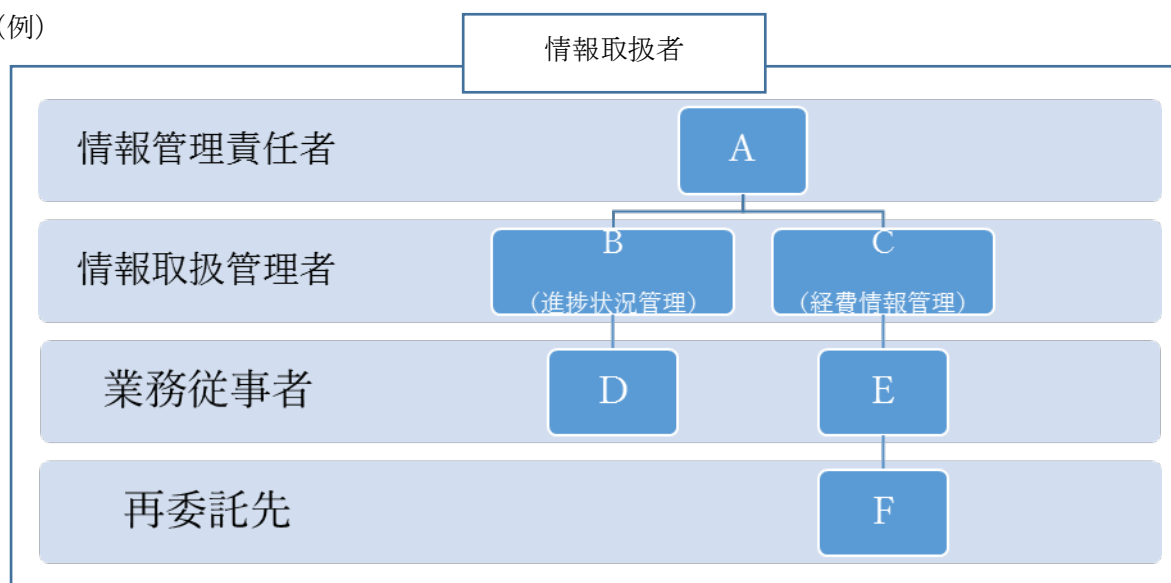 (例)
情報取扱者
情報管理責任者
A
情報取扱管理者
B
(進捗状況管理)
C
(経費情報管理)
業務従事者
D
E
再委託先
F